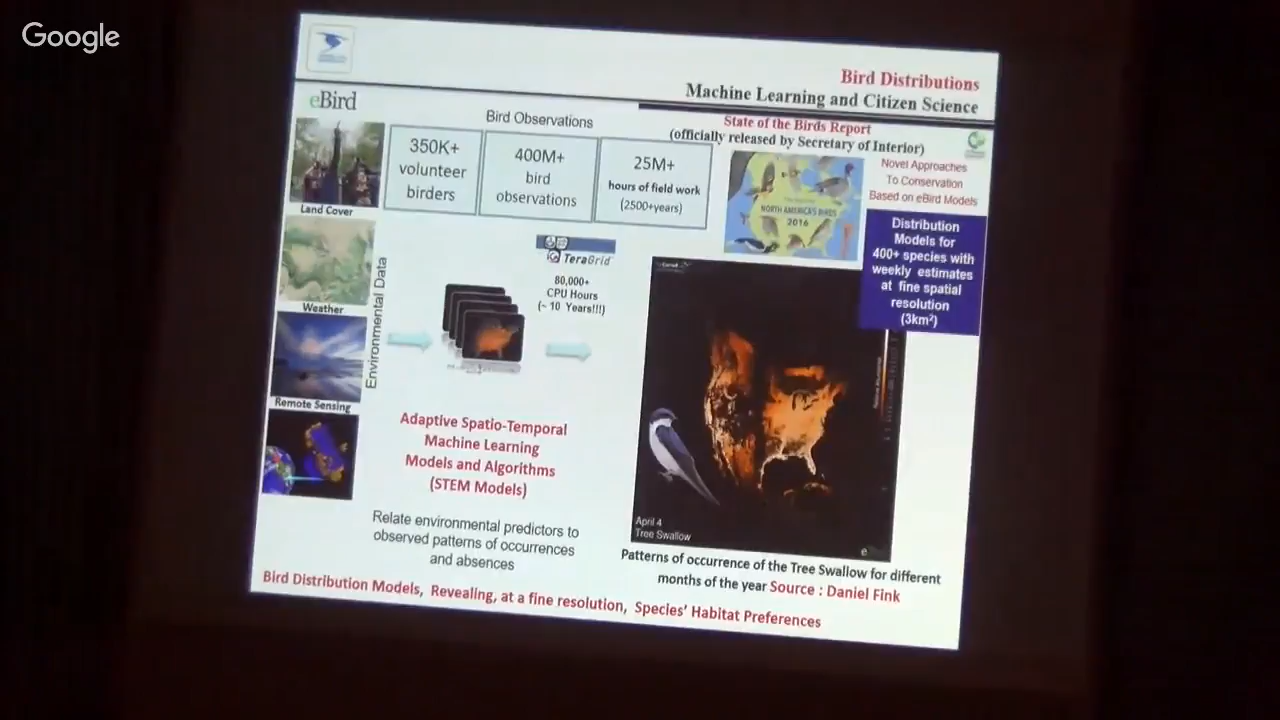 Google
Bird Distributions
Machine Learning and Citizen Science
eBird
Bird Observations
350K+
volunteer
birders
400M+
bird
observations
25M+
hours of field work
(2500+years)
State of the Birds Report
(officially released by Secretary of Interior)
NORTH AMERICA'S BIRDS
2016
Novel Approaches
To Conservation
Based on eBird Models
Distribution
Models for
400+ species with
weekly estimates
at fine spatial
resolution
(3km²)
Land Cover
Weather
Remote Sensing
Environmental Data
TeraGrid
80,000+
CPU Hours
(~ 10 Years!!!)
Adaptive Spatio-Temporal
Machine Learning
Models and Algorithms
(STEM Models)
Relate environmental predictors to
observed patterns of occurrences
and absences
April 4
Tree Swallow
Patterns of occurrence of the Tree Swallow for different
months of the year Source : Daniel Fink
Bird Distribution Models, Revealing, at a fine resolution, Species' Habitat Preferences